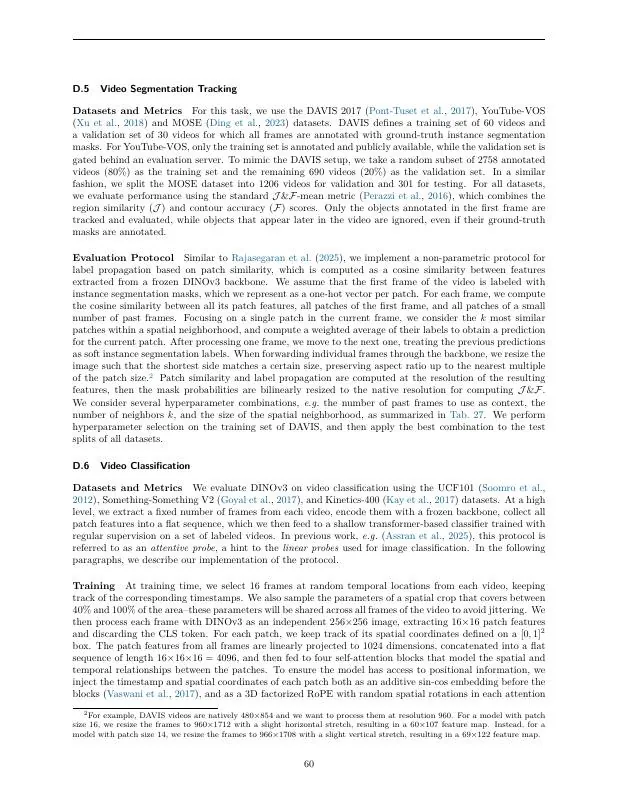 D.5 Video Segmentation Tracking
Datasets and Metrics For this task, we use the DAVIS 2017 (Pont-Tuset et al., 2017), YouTube-VOS
(Xu et al., 2018) and MOSE (Ding et al., 2023) datasets. DAVIS defines a training set of 60 videos and
a validation set of 30 videos for which all frames are annotated with ground-truth instance segmentation
masks. For YouTube-VOS, only the training set is annotated and publicly available, while the validation set is
gated behind an evaluation server. To mimic the DAVIS setup, we take a random subset of 2758 annotated
videos (80%) as the training set and the remaining 690 videos (20%) as the validation set. In a similar
fashion, we split the MOSE dataset into 1206 videos for validation and 301 for testing. For all datasets,
we evaluate performance using the standard 𝒥&ℱ-mean metric (Perazzi et al., 2016), which combines the
region similarity (𝒥) and contour accuracy (ℱ) scores. Only the objects annotated in the first frame are
tracked and evaluated, while objects that appear later in the video are ignored, even if their ground-truth
masks are annotated.
Evaluation Protocol Similar to Rajasegaran et al. (2025), we implement a non-parametric protocol for
label propagation based on patch similarity, which is computed as a cosine similarity between features
extracted from a frozen DINOv3 backbone. We assume that the first frame of the video is labeled with
instance segmentation masks, which we represent as a one-hot vector per patch. For each frame, we compute
the cosine similarity between all its patch features, all patches of the first frame, and all patches of a small
number of past frames. Focusing on a single patch in the current frame, we consider the k most similar
patches within a spatial neighborhood, and compute a weighted average of their labels to obtain a prediction
for the current patch. After processing one frame, we move to the next one, treating the previous predictions
as soft instance segmentation labels. When forwarding individual frames through the backbone, we resize the
image such that the shortest side matches a certain size, preserving aspect ratio up to the nearest multiple
of the patch size.² Patch similarity and label propagation are computed at the resolution of the resulting
features, then the mask probabilities are bilinearly resized to the native resolution for computing 𝒥&ℱ.
We consider several hyperparameter combinations, e.g. the number of past frames to use as context, the
number of neighbors k, and the size of the spatial neighborhood, as summarized in Tab. 27. We perform
hyperparameter selection on the training set of DAVIS, and then apply the best combination to the test
splits of all datasets.
D.6 Video Classification
Datasets and Metrics We evaluate DINOv3 on video classification using the UCF101 (Soomro et al.,
2012), Something-Something V2 (Goyal et al., 2017), and Kinetics-400 (Kay et al., 2017) datasets. At a high
level, we extract a fixed number of frames from each video, encode them with a frozen backbone, collect all
patch features into a flat sequence, which we then feed to a shallow transformer-based classifier trained with
regular supervision on a set of labeled videos. In previous work, e.g. (Assran et al., 2025), this protocol is
referred to as an attentive probe, a hint to the linear probes used for image classification. In the following
paragraphs, we describe our implementation of the protocol.
Training At training time, we select 16 frames at random temporal locations from each video, keeping
track of the corresponding timestamps. We also sample the parameters of a spatial crop that covers between
40% and 100% of the area–these parameters will be shared across all frames of the video to avoid jittering. We
then process each frame with DINOv3 as an independent 256×256 image, extracting 16×16 patch features
and discarding the CLS token. For each patch, we keep track of its spatial coordinates defined on a [0, 1]²
box. The patch features from all frames are linearly projected to 1024 dimensions, concatenated into a flat
sequence of length 16×16×16 = 4096, and then fed to four self-attention blocks that model the spatial and
temporal relationships between the patches. To ensure the model has access to positional information, we
inject the timestamp and spatial coordinates of each patch both as an additive sin-cos embedding before the
blocks (Vaswani et al., 2017), and as a 3D factorized RoPE with random spatial rotations in each attention
²For example, DAVIS videos are natively 480×854 and we want to process them at resolution 960. For a model with patch
size 16, we resize the frames to 960×1712 with a slight horizontal stretch, resulting in a 60×107 feature map. Instead, for a
model with patch size 14, we resize the frames to 966×1708 with a slight vertical stretch, resulting in a 69×122 feature map.
60